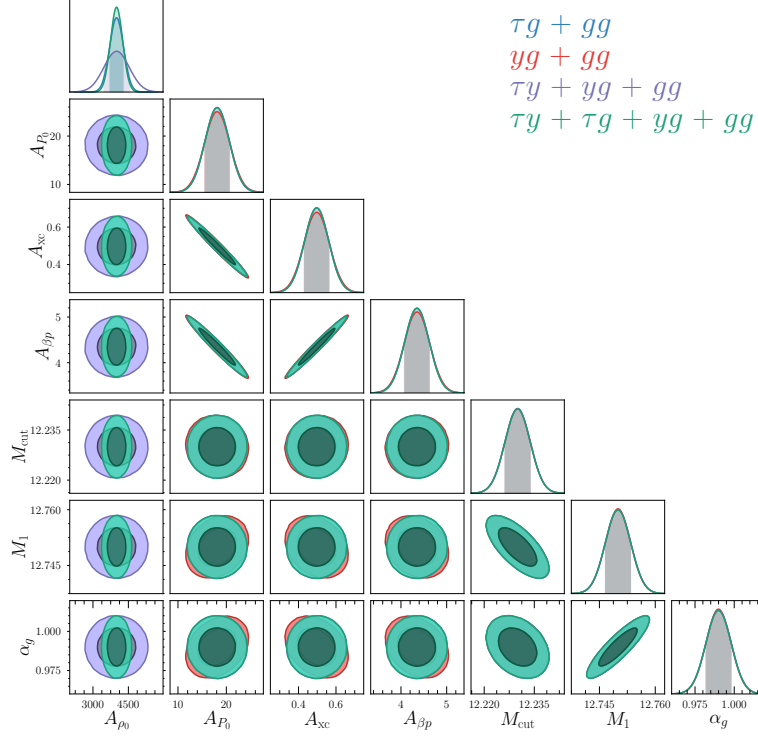 τg + gg
yg + gg
τy + yg + gg
τy + τg + yg + gg
A_{P_0}
20
10
A_{xc}
0.6
0.4
A_{βp}
5
4
M_{cut}
12.235
12.220
M_1
12.760
12.745
α_g
1.000
0.975
3000 4500 10 20 0.4 0.6 4 5 12.220 12.235 12.745 12.760 0.975 1.000
A_{ρ_0} A_{P_0} A_{xc} A_{βp} M_{cut} M_1 α_g